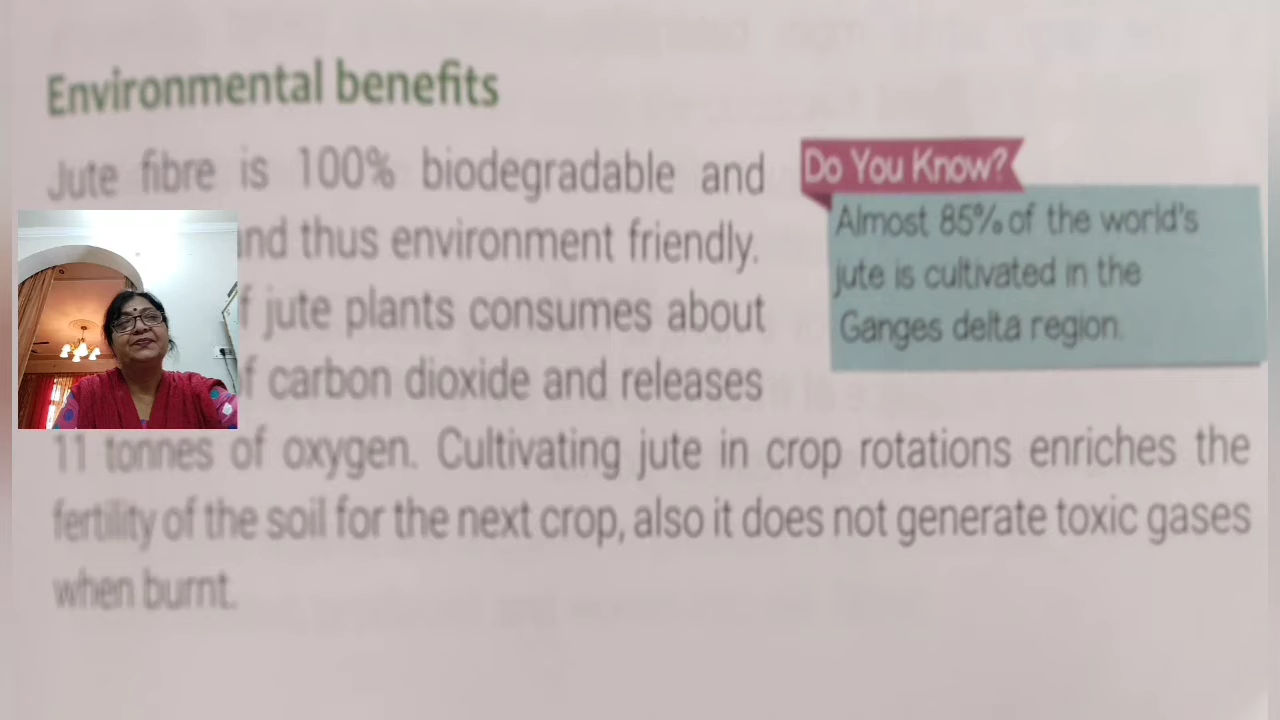 Environmental benefits
Jute fibre is 100% biodegradable and
thus environment friendly.
jute plants consumes about
carbon dioxide and releases
11 tonnes of oxygen. Cultivating jute in crop rotations enriches the
fertility of the soil for the next crop, also it does not generate toxic gases
when burnt.
Do You Know?
Almost 85% of the world's
jute is cultivated in the
Ganges delta region.